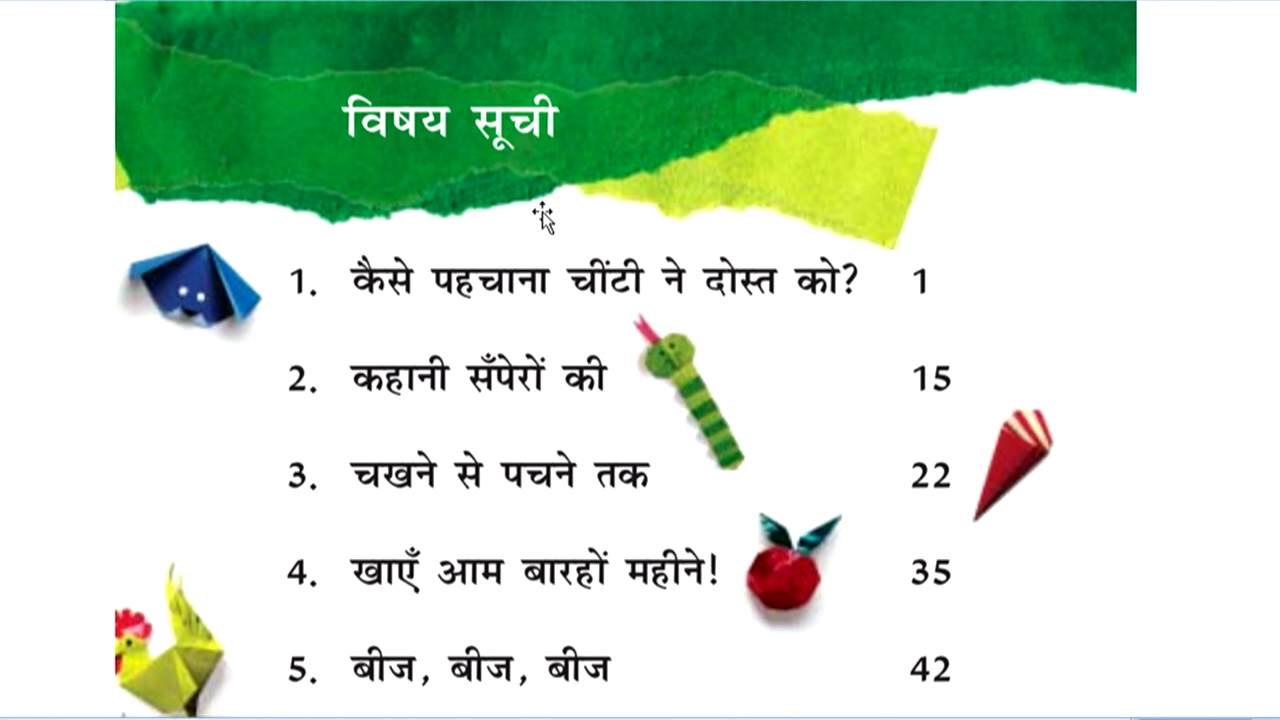 विषय सूची
1. कैसे पहचाना चींटी ने दोस्त को? 1
2. कहानी सँपेरों की 15
3. चखने से पचने तक 22
4. खाएँ आम बारहों महीने! 35
5. बीज, बीज, बीज 42